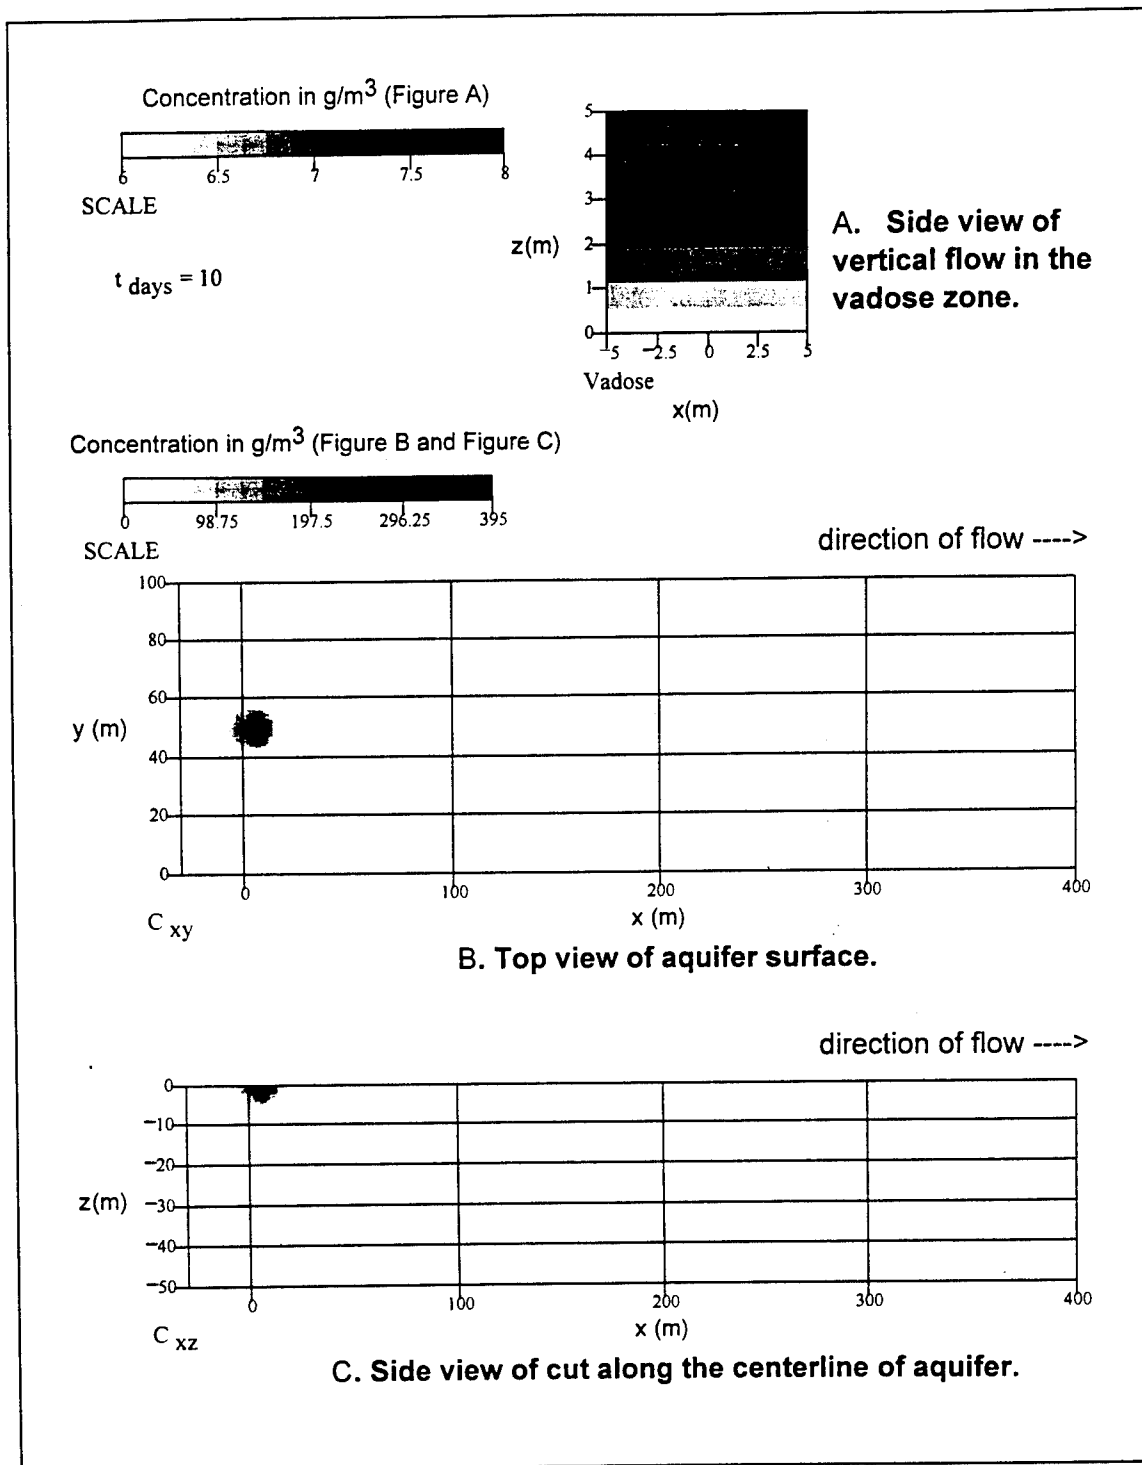 Concentration in g/m3 (Figure A)
6 6.5 7 7.5 8
SCALE
t days = 10
5
4
3
z(m) 2
1
0
−5 −2.5 0 2.5 5
Vadose
x(m)
A. Side view of
vertical flow in the
vadose zone.
Concentration in g/m3 (Figure B and Figure C)
0 98.75 197.5 296.25 395
SCALE
direction of flow ---->
100
80
60
y (m)
40
20
0
0 100 200 300 400
C xy x (m)
B. Top view of aquifer surface.
direction of flow ---->
0
−10
−20
z(m) −30
−40
−50
0 100 200 300 400
C xz x (m)
C. Side view of cut along the centerline of aquifer.